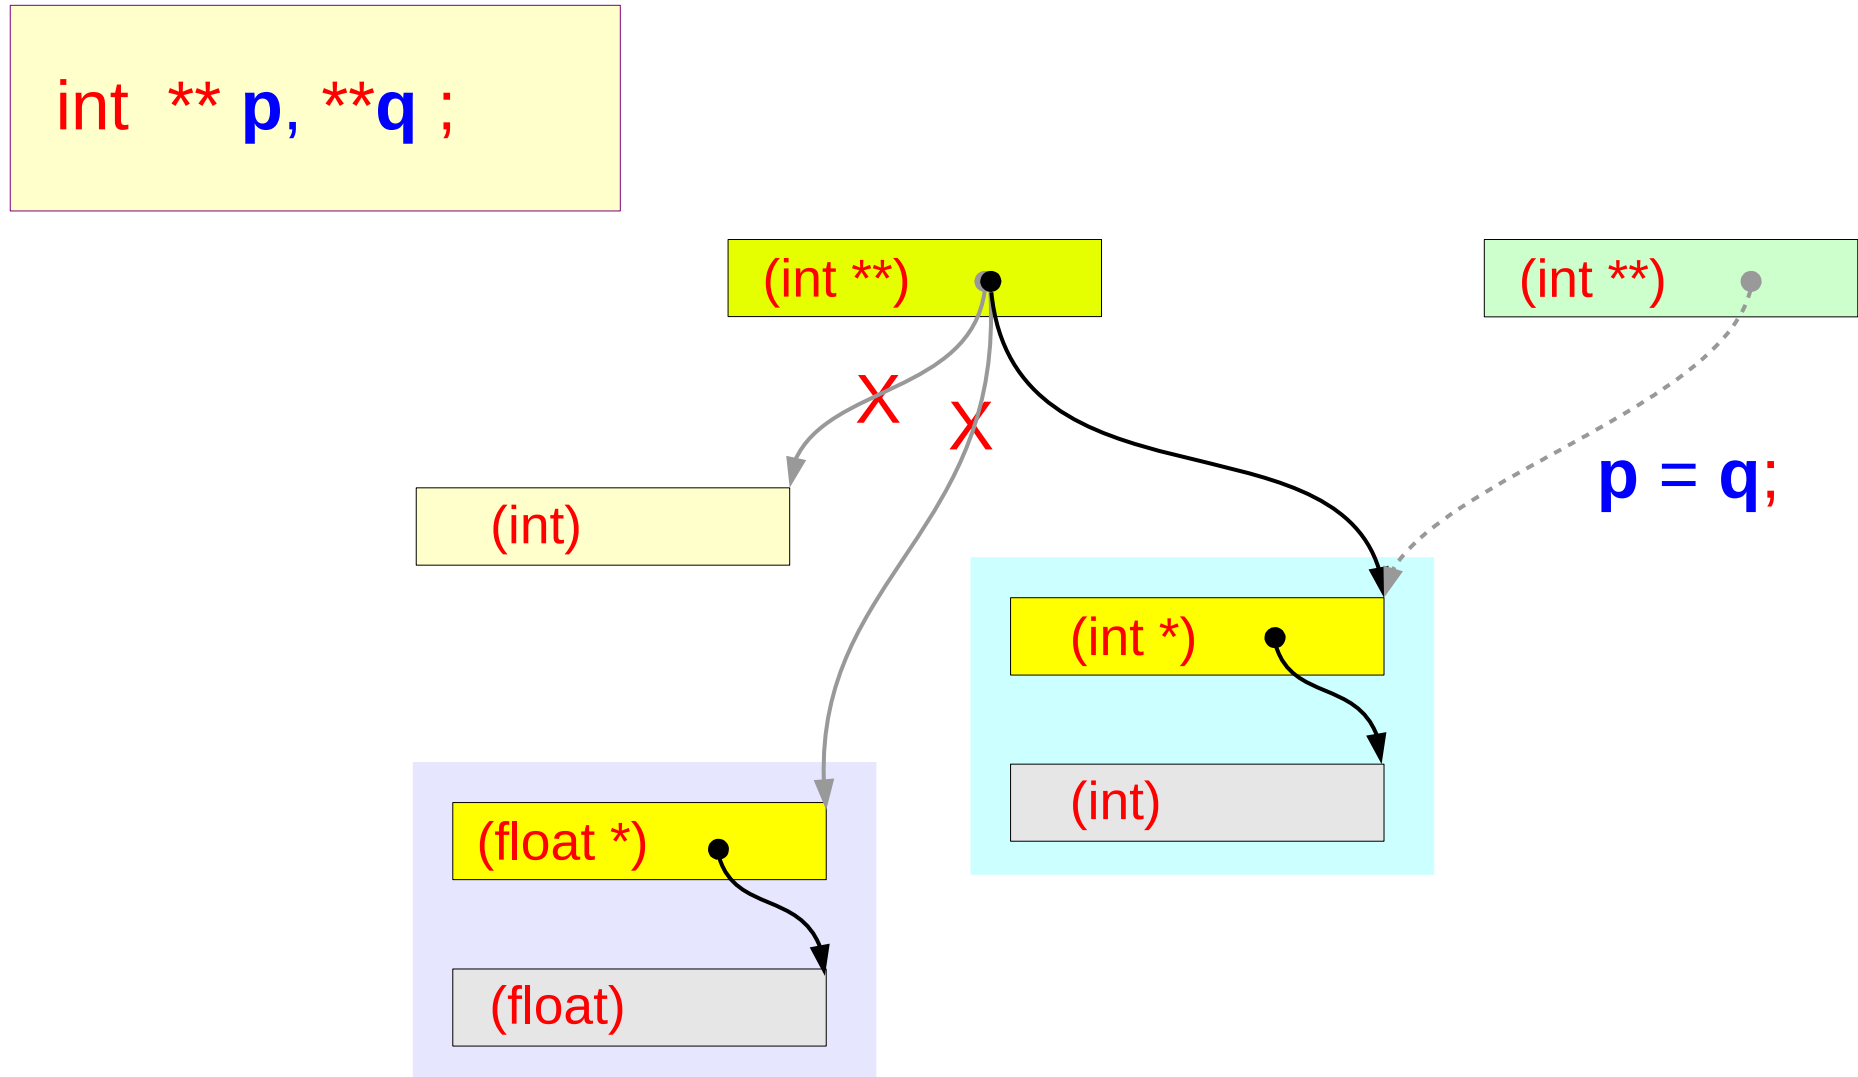 int ** p, **q ;
(int **)
(int **)
X
X
p = q;
(int)
(int *)
(int)
(float *)
(float)